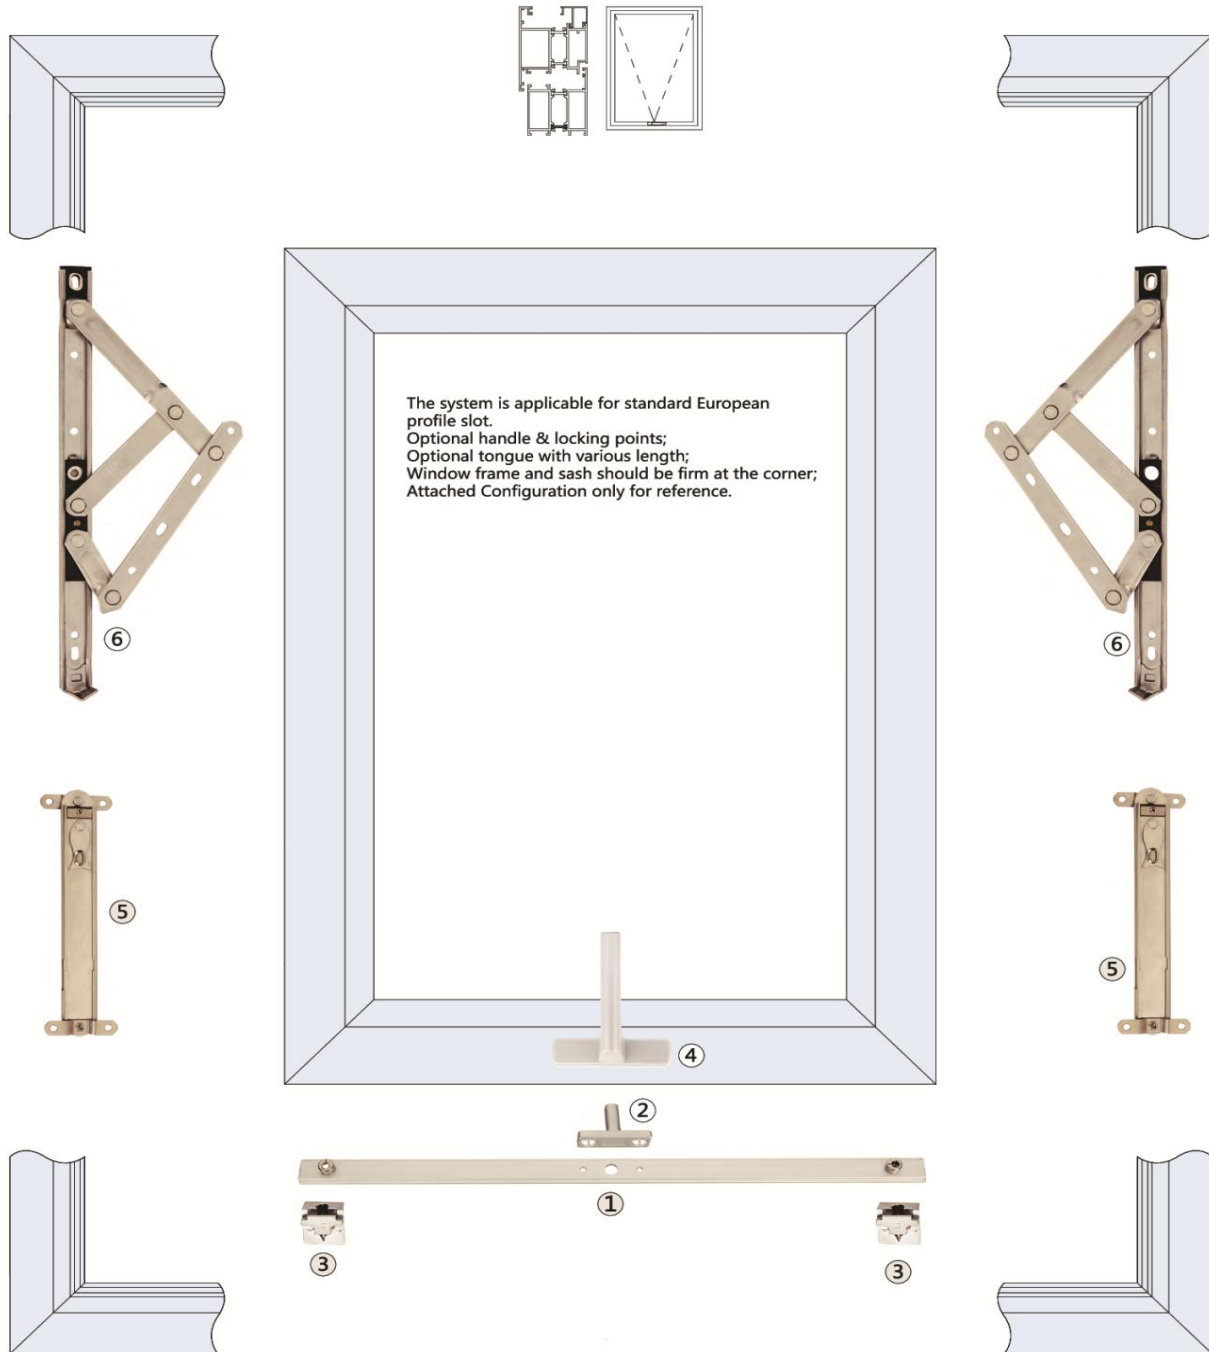 The system is applicable for standard European
profile slot.
Optional handle & locking points;
Optional tongue with various length;
Window frame and sash should be firm at the corner;
Attached Configuration only for reference.
⑥
⑥
⑤
⑤
④
②
①
③
③